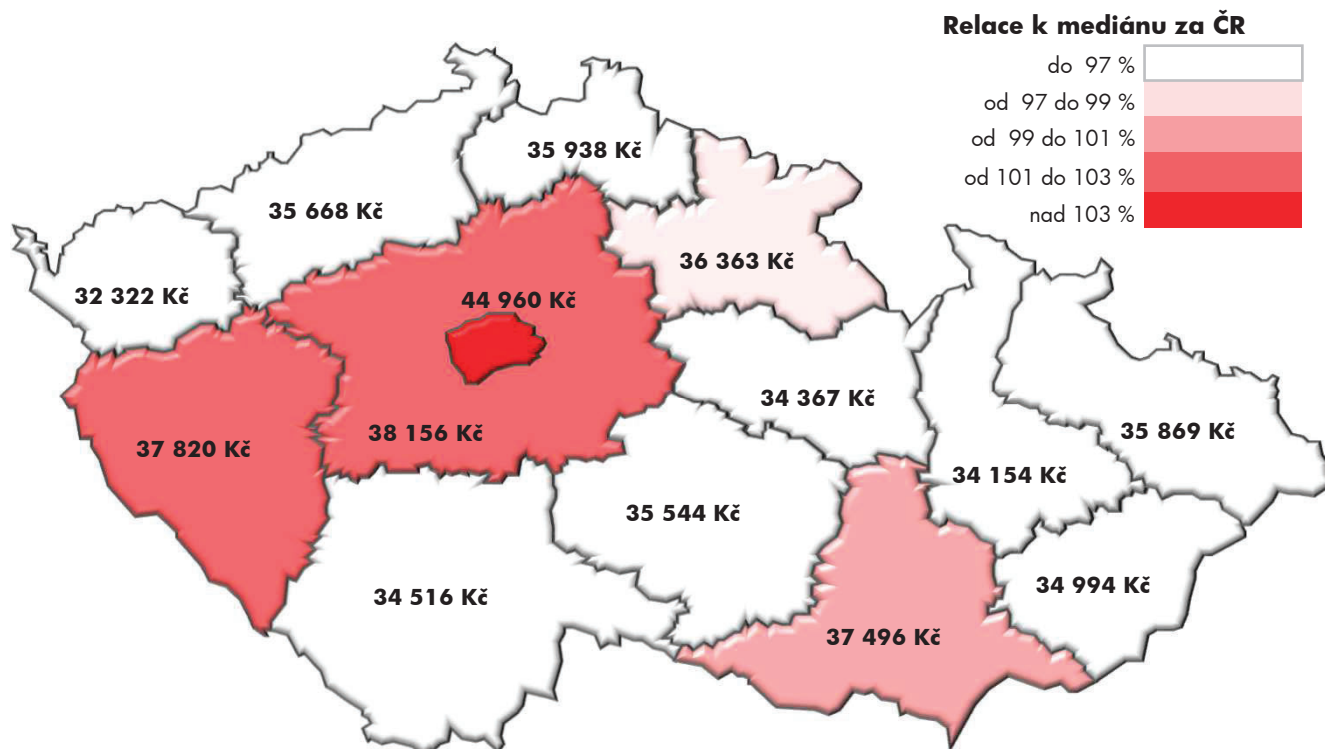 Relace k mediánu za ČR
do 97 %
od 97 do 99 %
od 99 do 101 %
od 101 do 103 %
nad 103 %
35 938 Kč
35 668 Kč
36 363 Kč
32 322 Kč
44 960 Kč
34 367 Kč
38 156 Kč
35 869 Kč
37 820 Kč
34 154 Kč
35 544 Kč
34 994 Kč
34 516 Kč
37 496 Kč